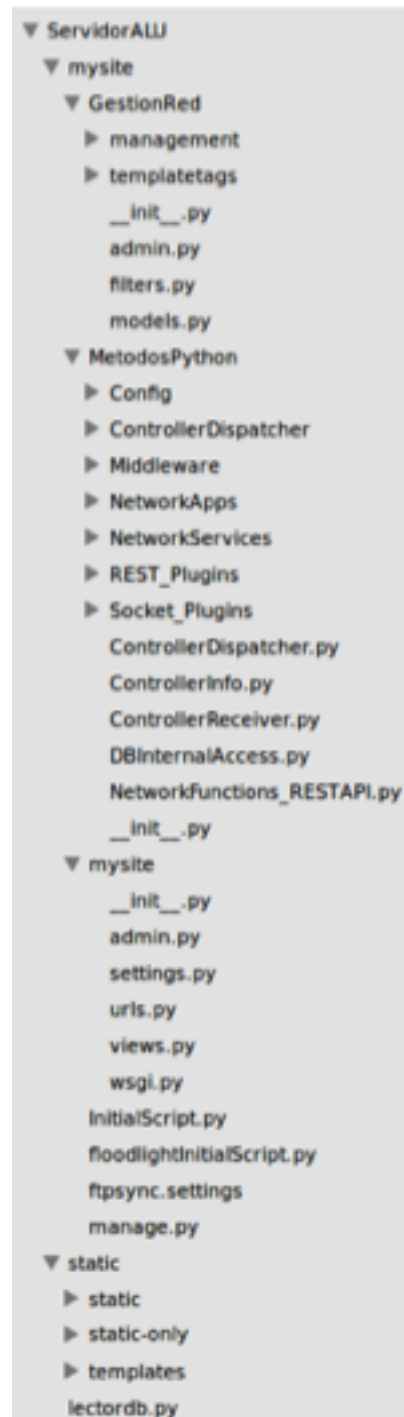 ServidorALU
mysite
GestionRed
management
templatetags
__init__.py
admin.py
filters.py
models.py
MetodosPython
Config
ControllerDispatcher
Middleware
NetworkApps
NetworkServices
REST_Plugins
Socket_Plugins
ControllerDispatcher.py
ControllerInfo.py
ControllerReceiver.py
DBInternalAccess.py
NetworkFunctions_RESTAPI.py
__init__.py
mysite
__init__.py
admin.py
settings.py
urls.py
views.py
wsgi.py
InitialScript.py
floodlightInitialScript.py
ftpsync.settings
manage.py
static
static
static-only
templates
lectordb.py